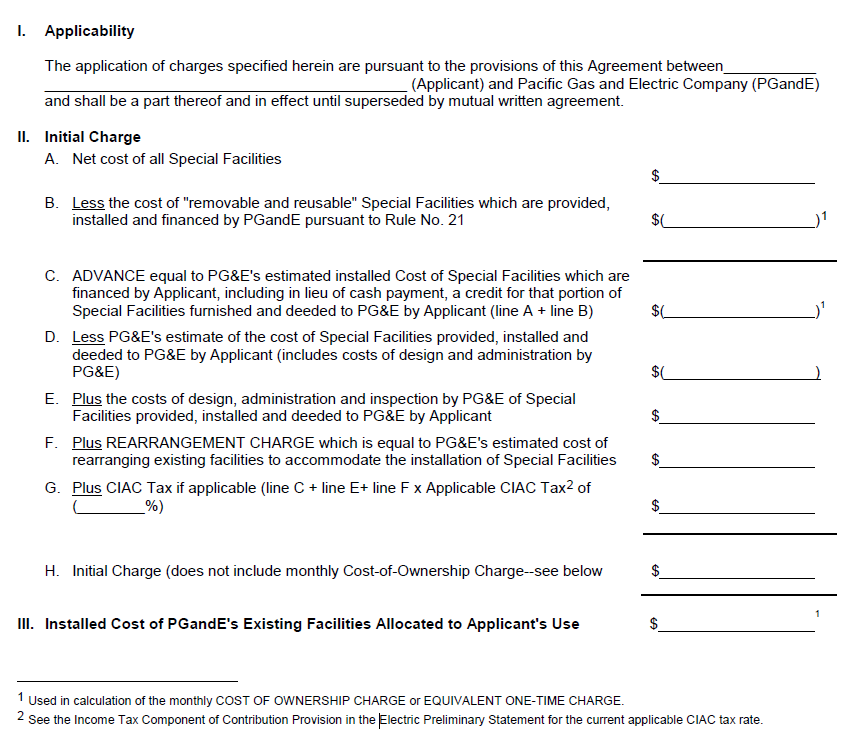 I. Applicability
The application of charges specified herein are pursuant to the provisions of this Agreement between___________
_____________________________________________ (Applicant) and Pacific Gas and Electric Company (PGandE)
and shall be a part thereof and in effect until superseded by mutual written agreement.
II. Initial Charge
A. Net cost of all Special Facilities
$___________________
B. Less the cost of "removable and reusable" Special Facilities which are provided,
installed and financed by PGandE pursuant to Rule No. 21 $(___________________)1
C. ADVANCE equal to PG&E's estimated installed Cost of Special Facilities which are
financed by Applicant, including in lieu of cash payment, a credit for that portion of
Special Facilities furnished and deeded to PG&E by Applicant (line A + line B) $(___________________)1
D. Less PG&E's estimate of the cost of Special Facilities provided, installed and
deeded to PG&E by Applicant (includes costs of design and administration by
PG&E) $(___________________)
E. Plus the costs of design, administration and inspection by PG&E of Special
Facilities provided, installed and deeded to PG&E by Applicant $___________________
F. Plus REARRANGEMENT CHARGE which is equal to PG&E's estimated cost of
rearranging existing facilities to accommodate the installation of Special Facilities $___________________
G. Plus CIAC Tax if applicable (line C + line E+ line F x Applicable CIAC Tax2 of
(________%) $___________________
H. Initial Charge (does not include monthly Cost-of-Ownership Charge--see below $___________________
III. Installed Cost of PGandE's Existing Facilities Allocated to Applicant's Use $___________________1
1 Used in calculation of the monthly COST OF OWNERSHIP CHARGE or EQUIVALENT ONE-TIME CHARGE.
2 See the Income Tax Component of Contribution Provision in the Electric Preliminary Statement for the current applicable CIAC tax rate.